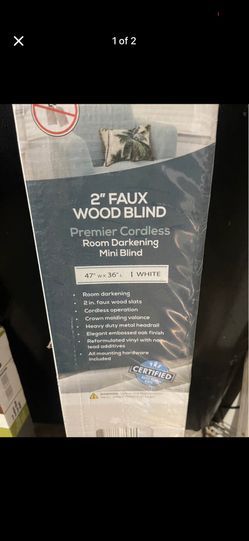 1 of 2
2" FAUX
WOOD BLIND
Premier Cordless
Room Darkening
Mini Blind
47" W x 36" L | WHITE
• Room darkening
• 2 in. faux wood slats
• Cordless operation
• Crown molding valance
• Heavy duty metal headrail
• Elegant embossed oak finish
• Reformulated vinyl with non
lead additives
• All mounting hardware
included
CERTIFIED